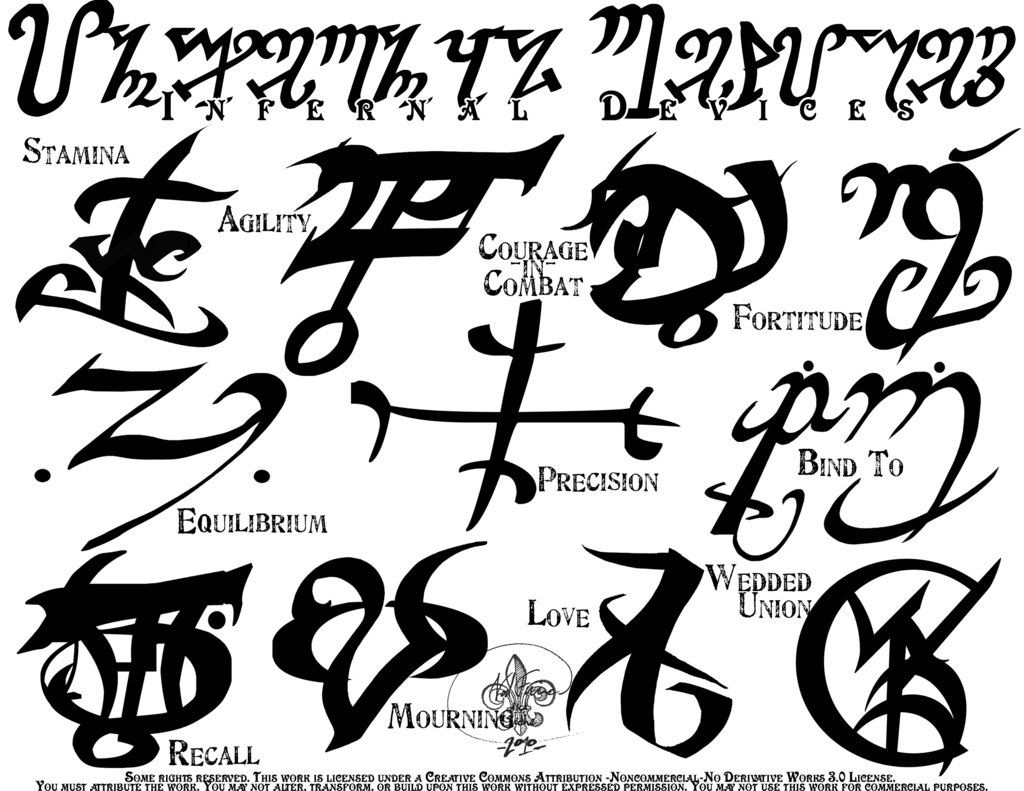 Infernal Devices
Stamina
Agility
Courage
-in-
Combat
Fortitude
Precision
Bind To
Equilibrium
Wedded
Union
Love
Mourning
-2010-
Recall
Some rights reserved. This work is licensed under a Creative Commons Attribution -Noncommercial-No Derivative Works 3.0 License.
You must attribute the work. You may not alter, transform, or build upon this work without expressed permission. You may not use this work for commercial purposes.